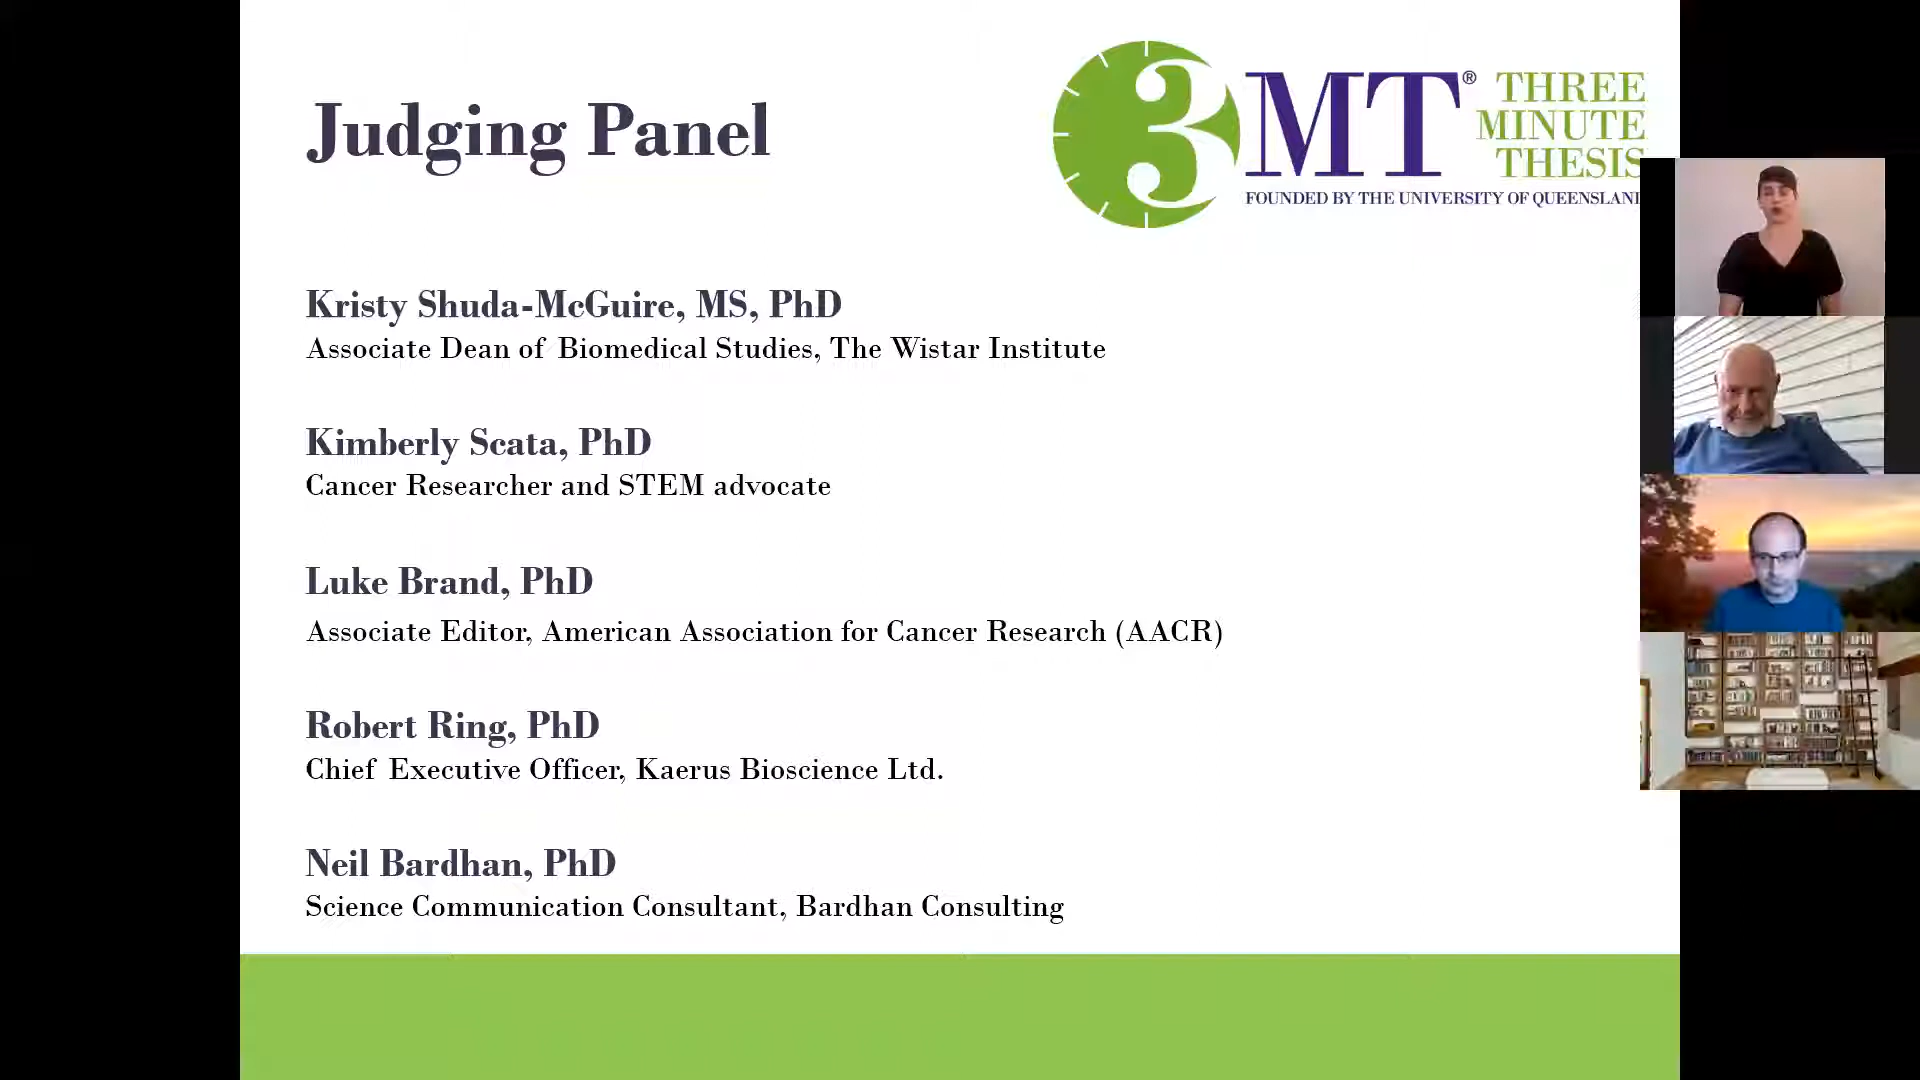 Judging Panel
3MT®
THREE
MINUTE
THESIS
FOUNDED BY THE UNIVERSITY OF QUEENSLAND
Kristy Shuda-McGuire, MS, PhD
Associate Dean of Biomedical Studies, The Wistar Institute
Kimberly Scata, PhD
Cancer Researcher and STEM advocate
Luke Brand, PhD
Associate Editor, American Association for Cancer Research (AACR)
Robert Ring, PhD
Chief Executive Officer, Kaerus Bioscience Ltd.
Neil Bardhan, PhD
Science Communication Consultant, Bardhan Consulting